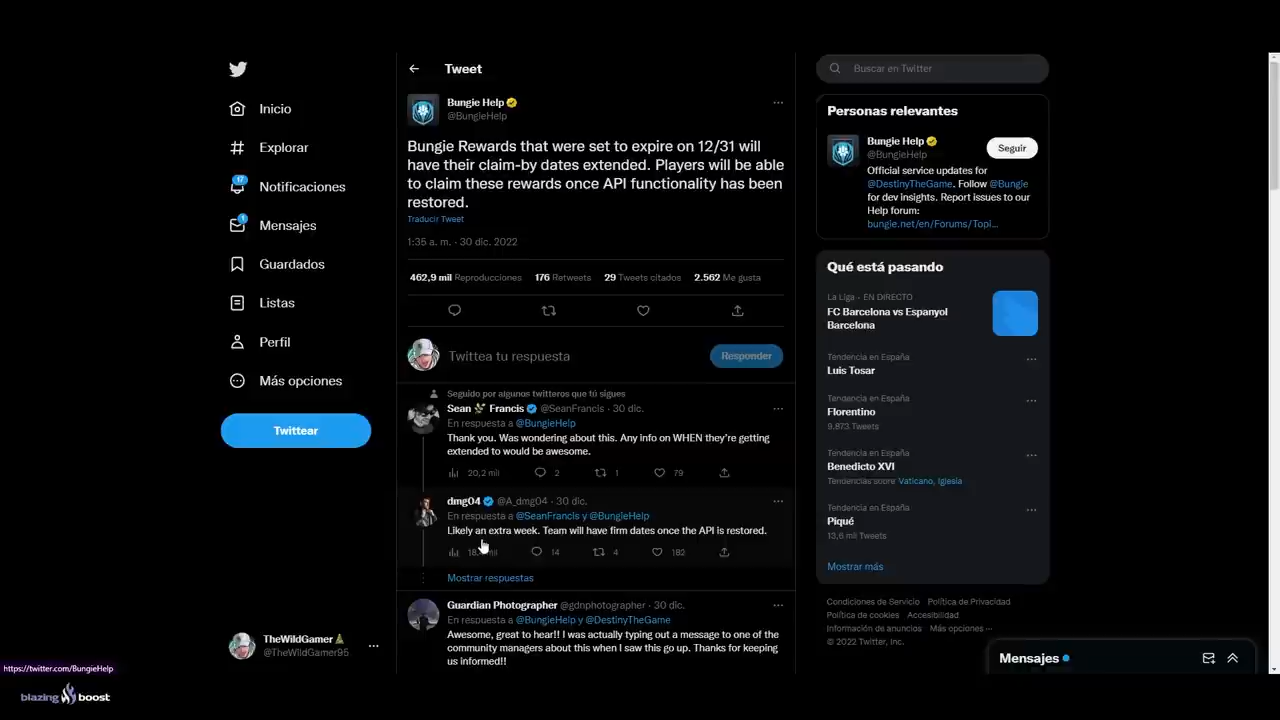 Inicio
Explorar
17
Notificaciones
1
Mensajes
Guardados
Listas
Perfil
Más opciones
Twittear
TheWildGamer
@TheWildGamer95
https://twitter.com/BungieHelp
blazing boost
Tweet
Bungie Help
@BungieHelp
Bungie Rewards that were set to expire on 12/31 will
have their claim-by dates extended. Players will be able
to claim these rewards once API functionality has been
restored.
Traducir Tweet
1:35 a. m. · 30 dic. 2022
462,9 mil Reproducciones 176 Retweets 29 Tweets citados 2.562 Me gusta
Twittea tu respuesta
Responder
Seguido por algunos twitteros que tú sigues
Sean Francis @SeanFrancis · 30 dic.
En respuesta a @BungieHelp
Thank you. Was wondering about this. Any info on WHEN they're getting
extended to would be awesome.
20,2 mil 2 1 79
dmg04 @A_dmg04 · 30 dic.
En respuesta a @SeanFrancis y @BungieHelp
Likely an extra week. Team will have firm dates once the API is restored.
mil 14 4 182
Mostrar respuestas
Guardian Photographer @gdnphotographer · 30 dic.
En respuesta a @BungieHelp y @DestinyTheGame
Awesome, great to hear!! I was actually typing out a message to one of the
community managers about this when I saw this go up. Thanks for keeping
us informed!!
Buscar en Twitter
Personas relevantes
Bungie Help
@BungieHelp
Seguir
Official service updates for
@DestinyTheGame. Follow @Bungie
for dev insights. Report issues to our
Help forum:
bungie.net/en/Forums/Topi...
Qué está pasando
La Liga · EN DIRECTO
FC Barcelona vs Espanyol
Barcelona
Tendencia en España
Luis Tosar
Tendencia en España
Florentino
9.873 Tweets
Tendencia en España
Benedicto XVI
Tendencias sobre Vaticano, Iglesia
Tendencia en España
Piqué
13,6 mil Tweets
Mostrar más
Condiciones de Servicio Política de Privacidad
Política de cookies Accesibilidad
Información de anuncios Más opciones ···
© 2022 Twitter, Inc.
Mensajes